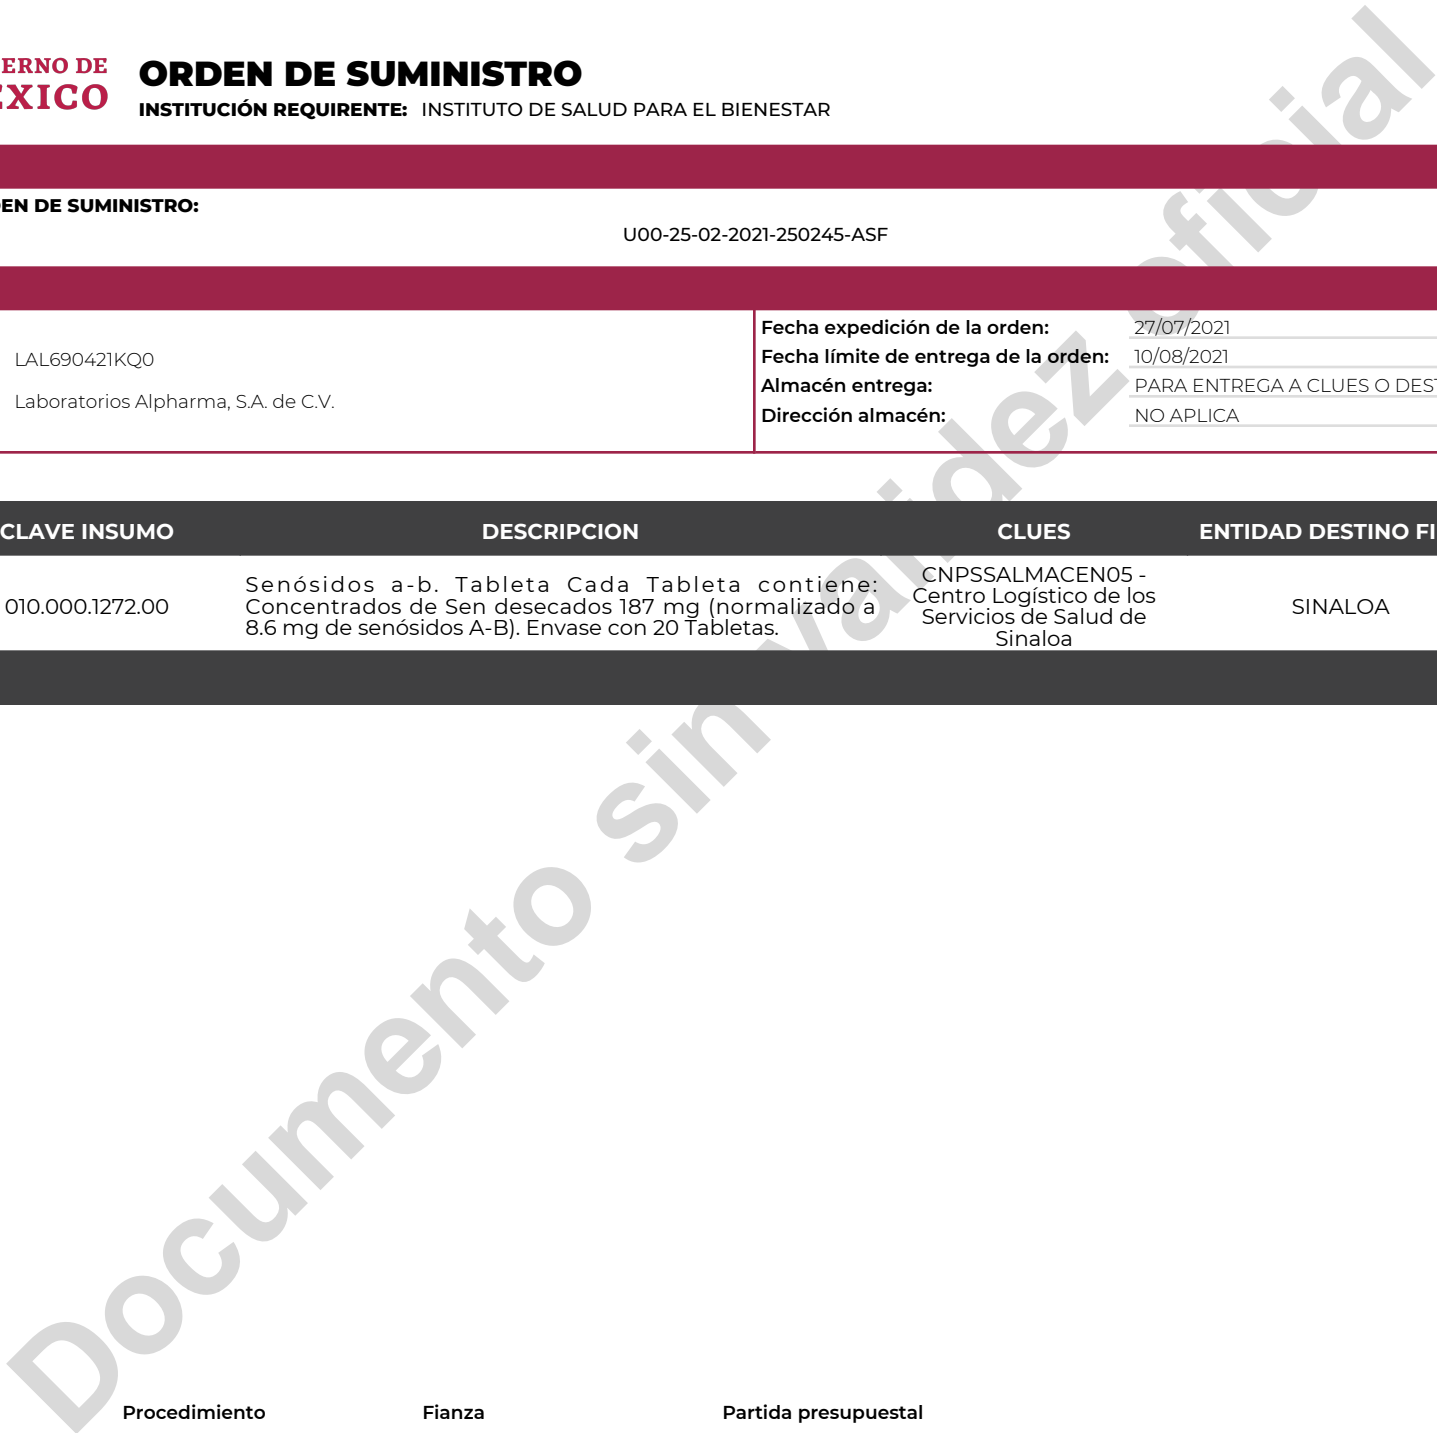 ERNO DE
EXICO
ORDEN DE SUMINISTRO
INSTITUCIÓN REQUIRENTE: INSTITUTO DE SALUD PARA EL BIENESTAR
EN DE SUMINISTRO:
U00-25-02-2021-250245-ASF
LAL690421KQ0
Laboratorios Alpharma, S.A. de C.V.
Fecha expedición de la orden: 27/07/2021
Fecha límite de entrega de la orden: 10/08/2021
Almacén entrega: PARA ENTREGA A CLUES O DEST
Dirección almacén: NO APLICA
CLAVE INSUMO DESCRIPCION CLUES ENTIDAD DESTINO FI
010.000.1272.00
Senósidos a-b. Tableta Cada Tableta contiene:
Concentrados de Sen desecados 187 mg (normalizado a
8.6 mg de senósidos A-B). Envase con 20 Tabletas.
CNPSSALMACEN05 -
Centro Logístico de los
Servicios de Salud de
Sinaloa
SINALOA
Documento sin validez oficial
Procedimiento Fianza Partida presupuestal